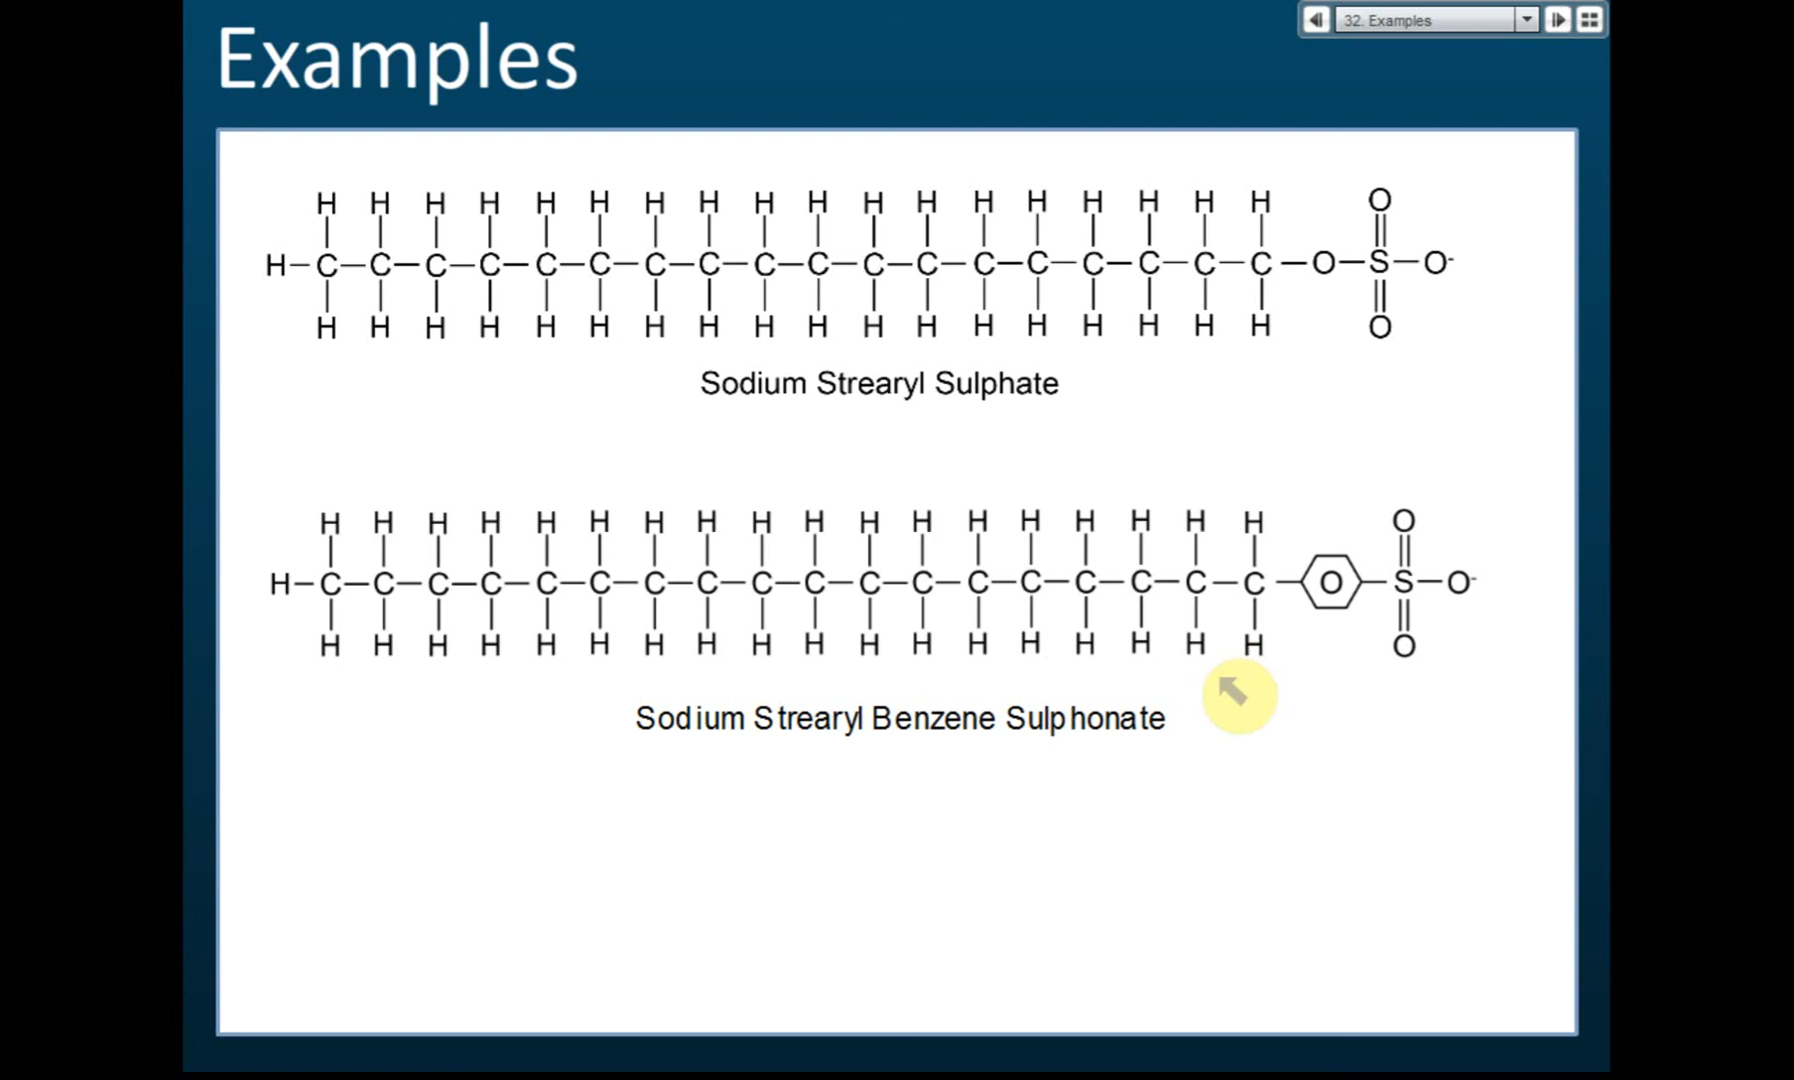 Examples
32. Examples
H H H H H H H H H H H H H H H H H H O
H-C-C-C-C-C-C-C-C-C-C-C-C-C-C-C-C-C-C-O-S-O-
H H H H H H H H H H H H H H H H H H O
Sodium Strearyl Sulphate
H H H H H H H H H H H H H H H H H H O
H-C-C-C-C-C-C-C-C-C-C-C-C-C-C-C-C-C-C-O-S-O-
H H H H H H H H H H H H H H H H H H O
Sodium Strearyl Benzene Sulphonate